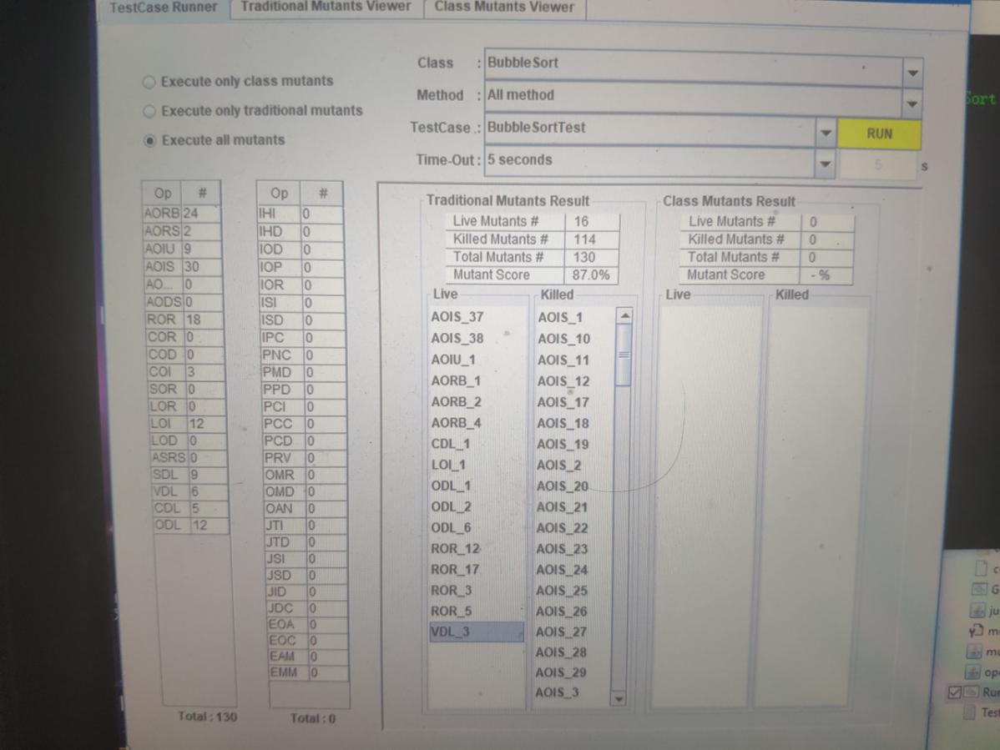 TestCase Runner Traditional Mutants Viewer Class Mutants Viewer
Class : BubbleSort
Execute only class mutants
Method : All method
Execute only traditional mutants
TestCase : BubbleSortTest RUN
Execute all mutants
Time-Out : 5 seconds 5 s
Sort
Op #
AORB 24
AORS 2
AOIU 9
AOIS 30
AO... 0
AODS 0
ROR 18
COR 0
COD 0
COI 3
SOR 0
LOR 0
LOI 12
LOD 0
ASRS 0
SDL 9
VDL 6
CDL 5
ODL 12
Total : 130
Op #
IHI 0
IHD 0
IOD 0
IOP 0
IOR 0
ISI 0
ISD 0
IPC 0
PNC 0
PMD 0
PPD 0
PCI 0
PCC 0
PCD 0
PRV 0
OMR 0
OMD 0
OAN 0
JTI 0
JTD 0
JSI 0
JSD 0
JID 0
JDC 0
EOA 0
EOC 0
EAM 0
EMM 0
Total : 0
Traditional Mutants Result
Live Mutants # 16
Killed Mutants # 114
Total Mutants # 130
Mutant Score 87.0%
Live
AOIS_37
AOIS_38
AOIU_1
AORB_1
AORB_2
AORB_4
CDL_1
LOI_1
ODL_1
ODL_2
ODL_6
ROR_12
ROR_17
ROR_3
ROR_5
VDL_3
Killed
AOIS_1
AOIS_10
AOIS_11
AOIS_12
AOIS_17
AOIS_18
AOIS_19
AOIS_2
AOIS_20
AOIS_21
AOIS_22
AOIS_23
AOIS_24
AOIS_25
AOIS_26
AOIS_27
AOIS_28
AOIS_29
AOIS_3
Class Mutants Result
Live Mutants # 0
Killed Mutants # 0
Total Mutants # 0
Mutant Score - %
Live
Killed
c
G
ju
m
mu
op
Run
Test